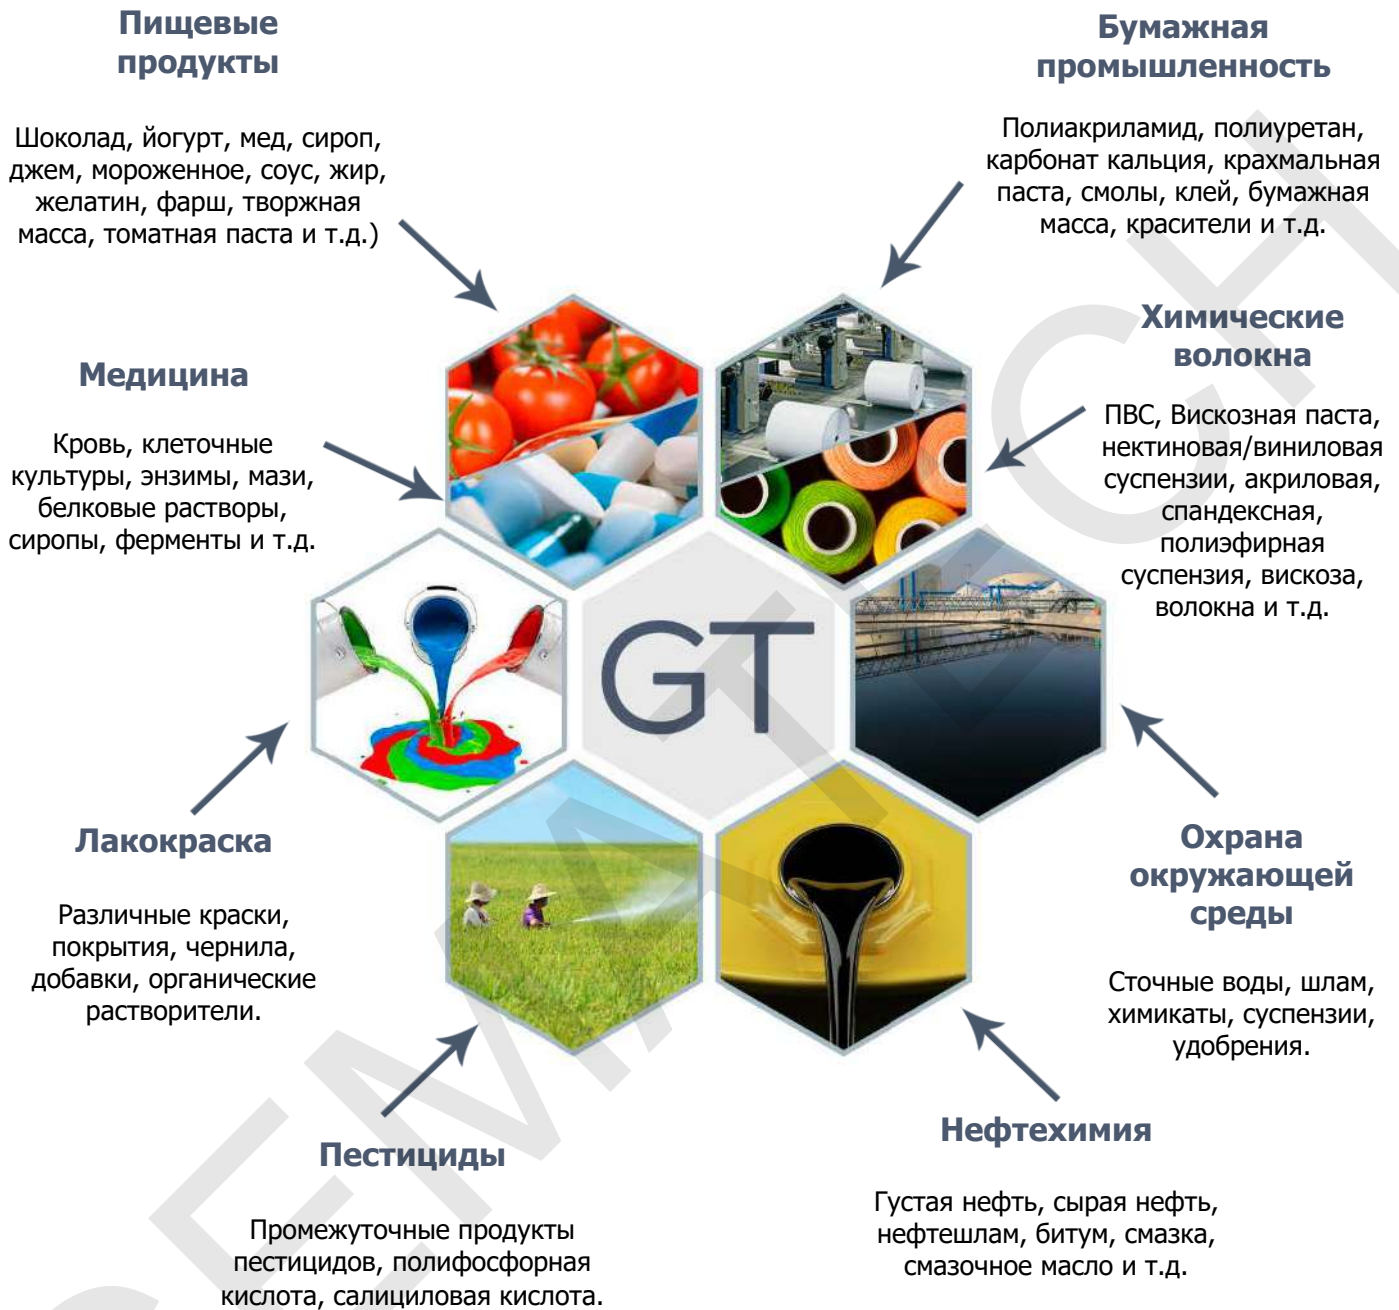 Пищевые
продукты
Шоколад, йогурт, мед, сироп,
джем, мороженное, соус, жир,
желатин, фарш, творжная
масса, томатная паста и т.д.)
Бумажная
промышленность
Полиакриламид, полиуретан,
карбонат кальция, крахмальная
паста, смолы, клей, бумажная
масса, красители и т.д.
Медицина
Кровь, клеточные
культуры, энзимы, мази,
белковые растворы,
сиропы, ферменты и т.д.
Химические
волокна
ПВС, Вискозная паста,
нектиновая/виниловая
суспензии, акриловая,
спандексная,
полиэфирная
суспензия, вискоза,
волокна и т.д.
GT
Лакокраска
Различные краски,
покрытия, чернила,
добавки, органические
растворители.
Охрана
окружающей
среды
Сточные воды, шлам,
химикаты, суспензии,
удобрения.
Пестициды
Промежуточные продукты
пестицидов, полифосфорная
кислота, салициловая кислота.
Нефтехимия
Густая нефть, сырая нефть,
нефтешлам, битум, смазка,
смазочное масло и т.д.